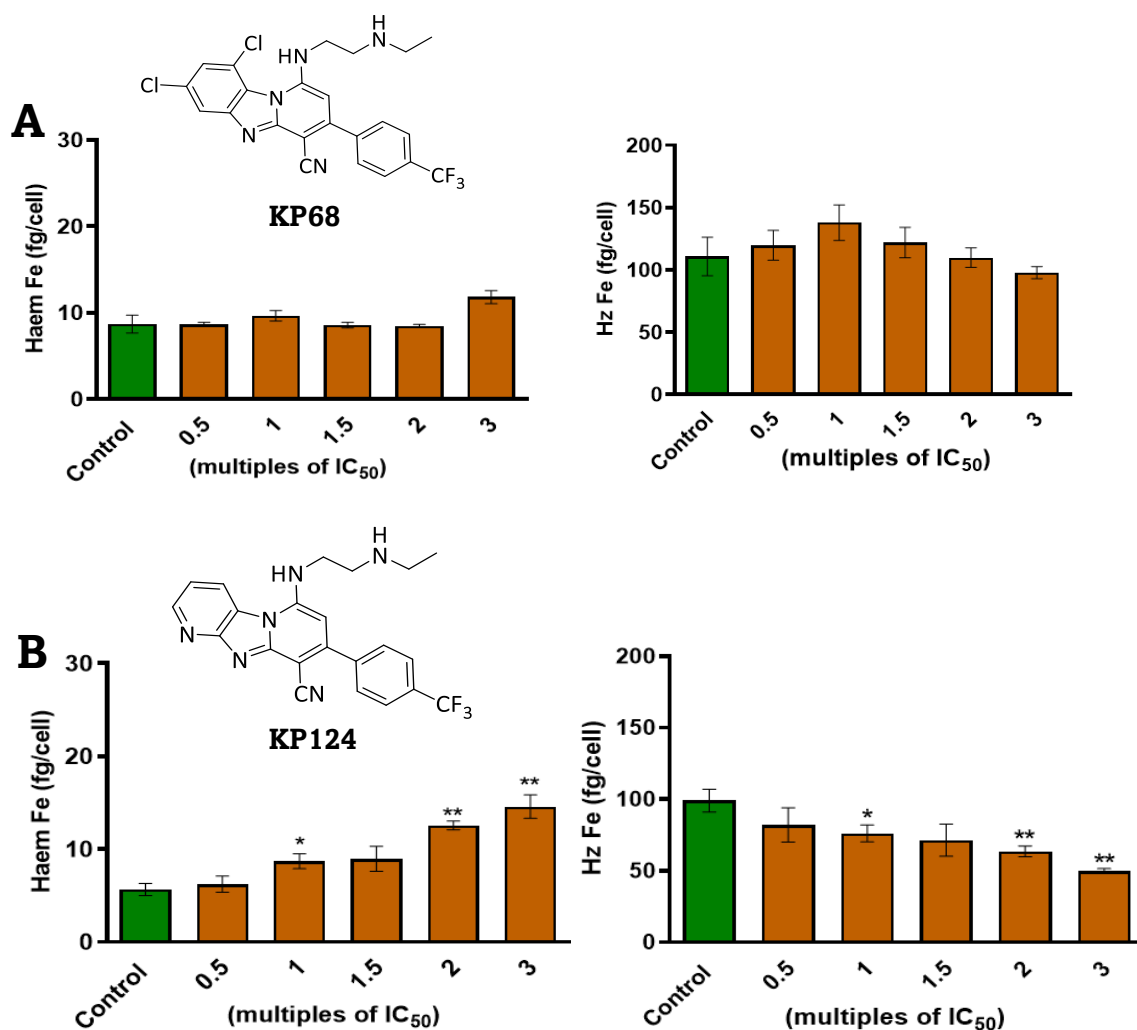 H
N
HN
Cl
Cl
N
N
CN
CF3
KP68
A
Haem Fe (fg/cell)
30
20
10
0
Control
0.5
1
1.5
2
3
(multiples of IC50)
Hz Fe (fg/cell)
200
150
100
50
0
Control
0.5
1
1.5
2
3
(multiples of IC50)
H
N
HN
N
N
N
CN
CF3
KP124
B
Haem Fe (fg/cell)
30
20
10
0
*
**
**
Control
0.5
1
1.5
2
3
(multiples of IC50)
Hz Fe (fg/cell)
200
150
100
50
0
*
**
**
Control
0.5
1
1.5
2
3
(multiples of IC50)